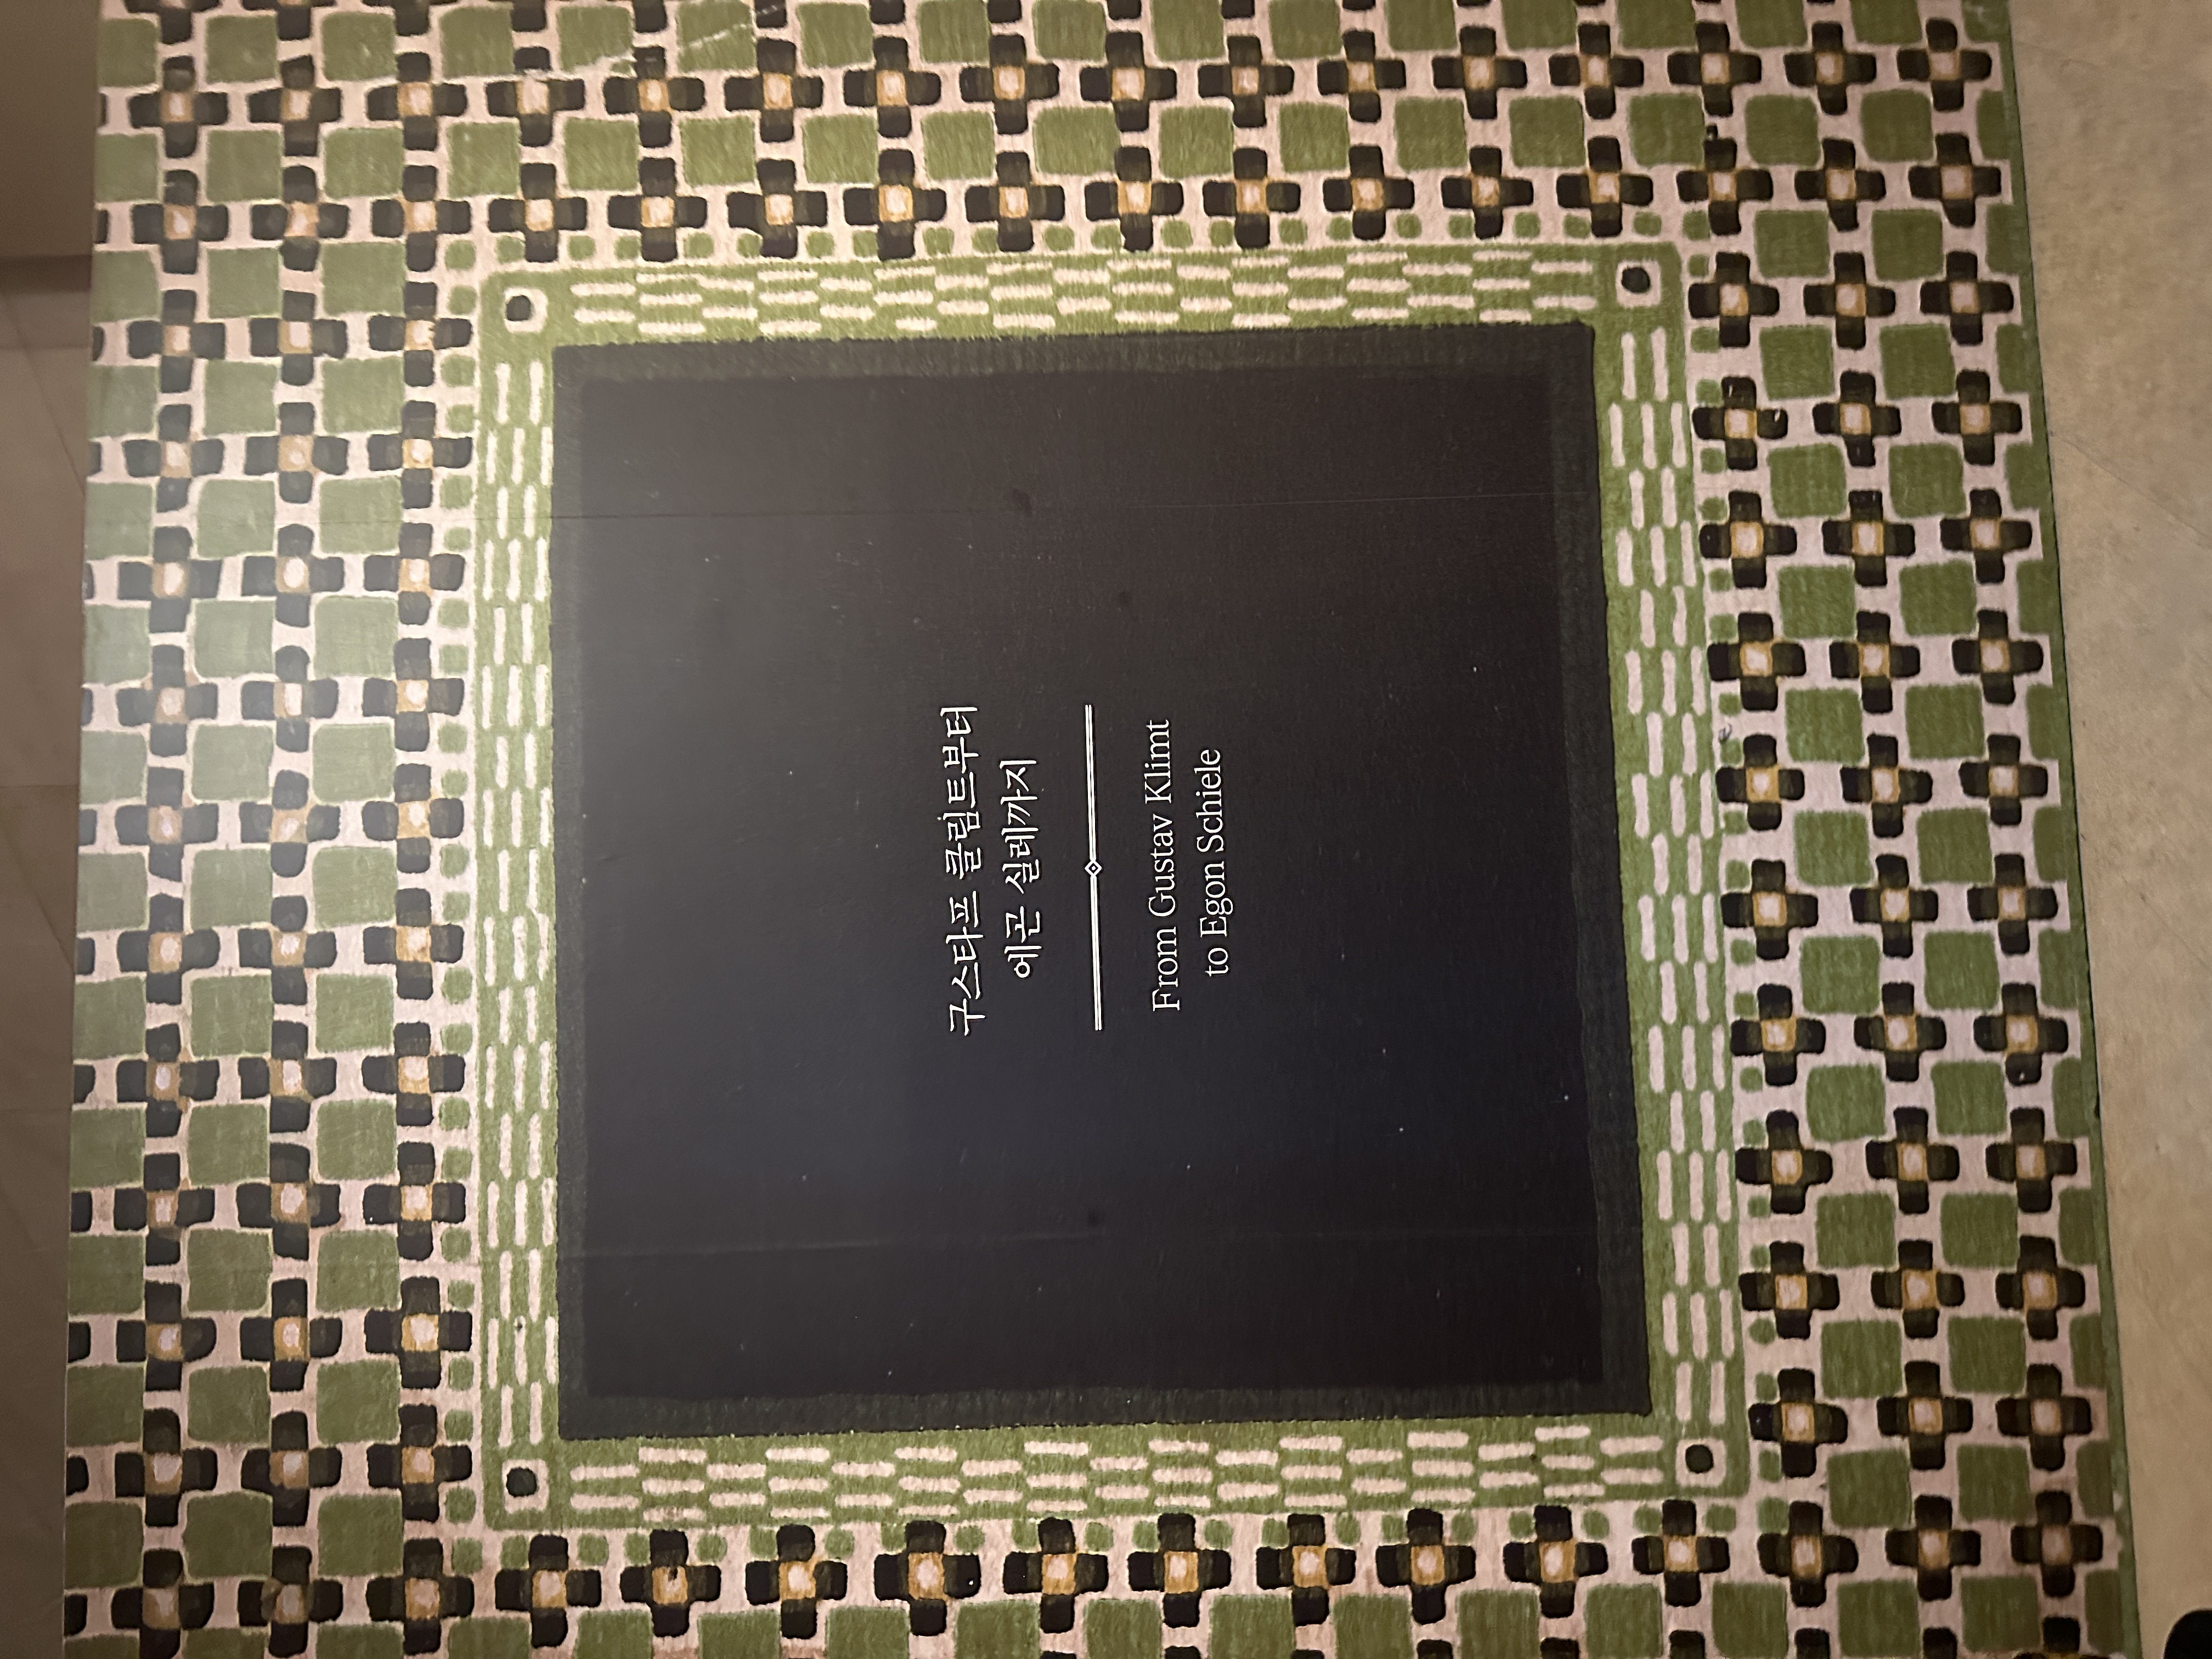 구스타프 클림트부터
에곤 실레까지
From Gustav Klimt
to Egon Schiele